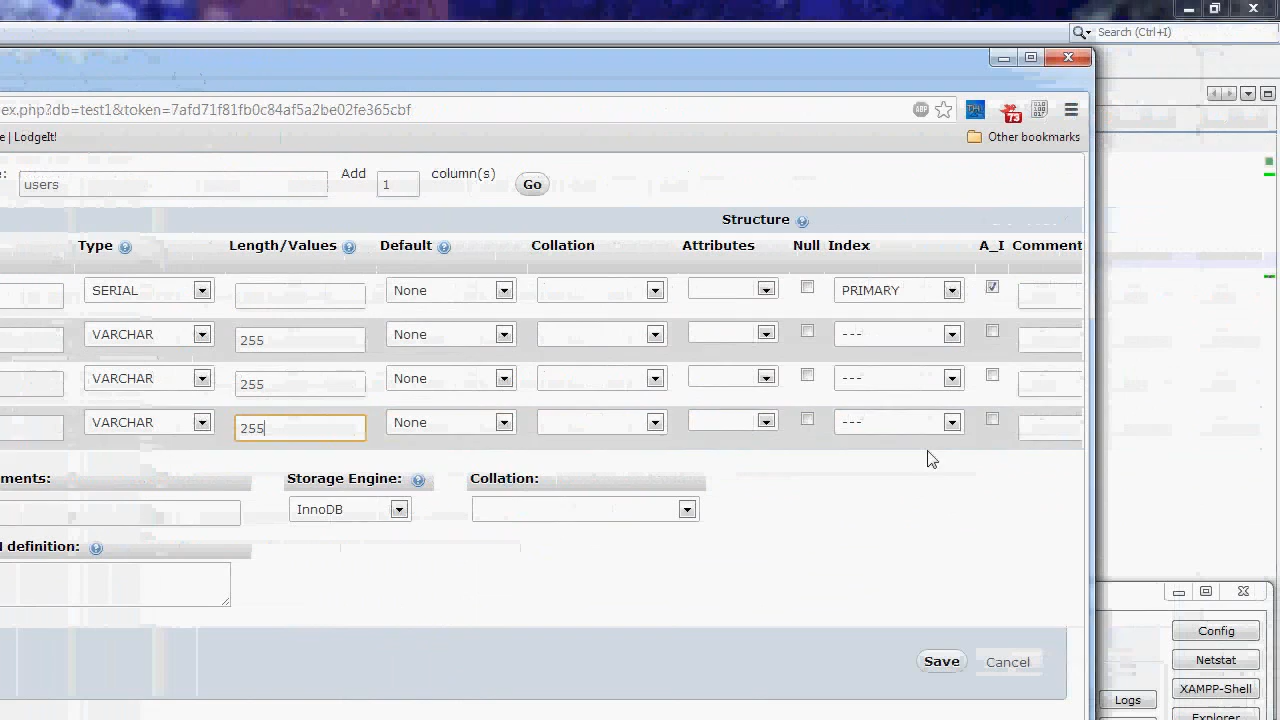 Search (Ctrl+I)
ex.php?db=test1&token=7afd71f81fb0c84af5a2be02fe365cbf
ABP
73
e | LodgeIt!
Other bookmarks
e:
users
Add
1
column(s)
Go
Structure
Type
Length/Values
Default
Collation
Attributes
Null
Index
A_I
Comment
SERIAL
None
PRIMARY
VARCHAR
255
None
---
VARCHAR
255
None
---
VARCHAR
255
None
---
ments:
Storage Engine:
Collation:
InnoDB
definition:
Save
Cancel
Config
Netstat
XAMPP-Shell
Logs
Explorer